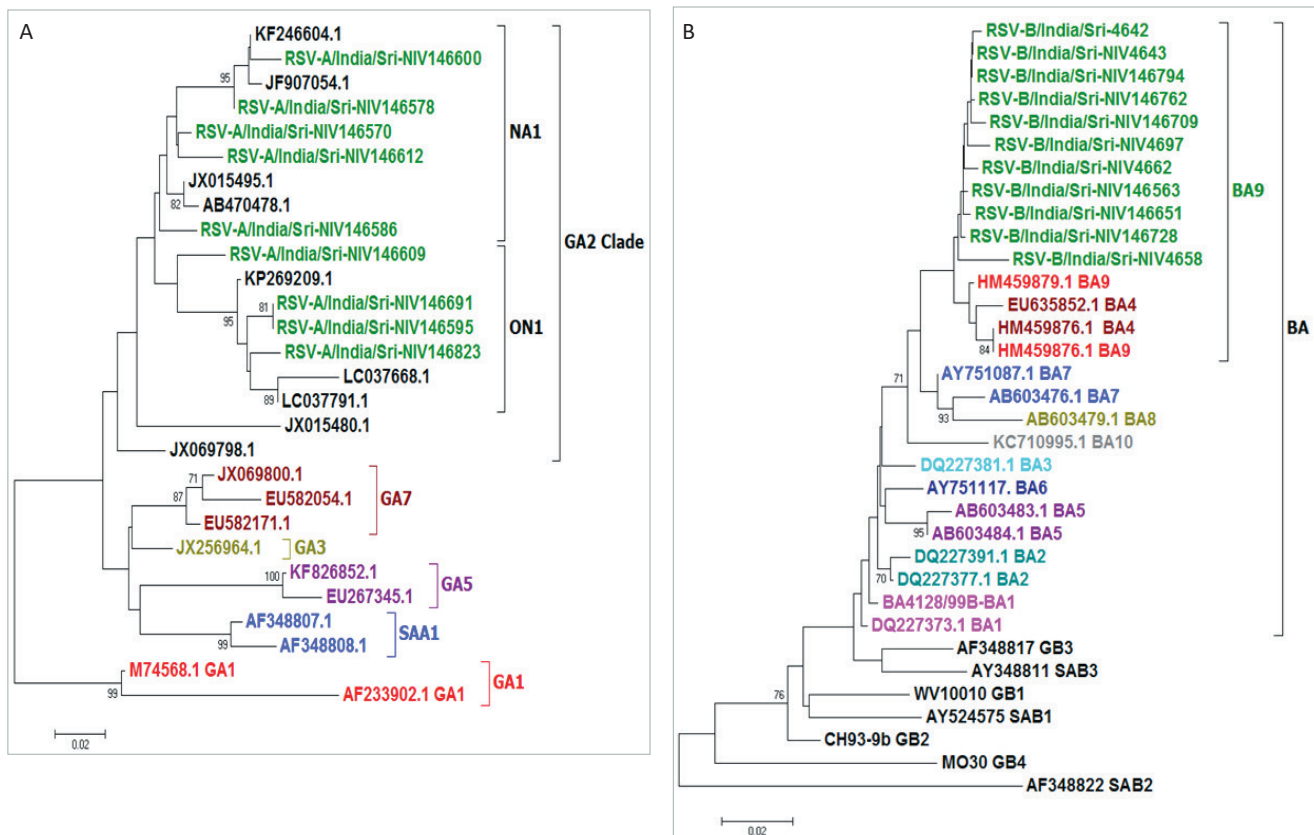 A
KF246604.1
RSV-A/India/Sri-NIV146600
95
JF907054.1
RSV-A/India/Sri-NIV146578
RSV-A/India/Sri-NIV146570
NA1
RSV-A/India/Sri-NIV146612
JX015495.1
82
AB470478.1
RSV-A/India/Sri-NIV146586
GA2 Clade
RSV-A/India/Sri-NIV146609
KP269209.1
81
RSV-A/India/Sri-NIV146691
95
RSV-A/India/Sri-NIV146595
ON1
RSV-A/India/Sri-NIV146823
LC037668.1
89
LC037791.1
JX015480.1
JX069798.1
71
JX069800.1
87
EU582054.1
GA7
EU582171.1
JX256964.1
GA3
100
KF826852.1
GA5
EU267345.1
AF348807.1
SAA1
99
AF348808.1
M74568.1 GA1
GA1
99
AF233902.1 GA1
0.02
B
RSV-B/India/Sri-4642
RSV-B/India/Sri-NIV4643
RSV-B/India/Sri-NIV146794
RSV-B/India/Sri-NIV146762
RSV-B/India/Sri-NIV146709
RSV-B/India/Sri-NIV4697
RSV-B/India/Sri-NIV4662
RSV-B/India/Sri-NIV146563
BA9
RSV-B/India/Sri-NIV146651
RSV-B/India/Sri-NIV146728
RSV-B/India/Sri-NIV4658
HM459879.1 BA9
EU635852.1 BA4
HM459876.1 BA4
BA
84
HM459876.1 BA9
71
AY751087.1 BA7
AB603476.1 BA7
93
AB603479.1 BA8
KC710995.1 BA10
DQ227381.1 BA3
AY751117. BA6
AB603483.1 BA5
95
AB603484.1 BA5
DQ227391.1 BA2
70
DQ227377.1 BA2
BA4128/99B-BA1
DQ227373.1 BA1
AF348817 GB3
AY348811 SAB3
76
WV10010 GB1
AY524575 SAB1
CH93-9b GB2
MO30 GB4
AF348822 SAB2
0.02